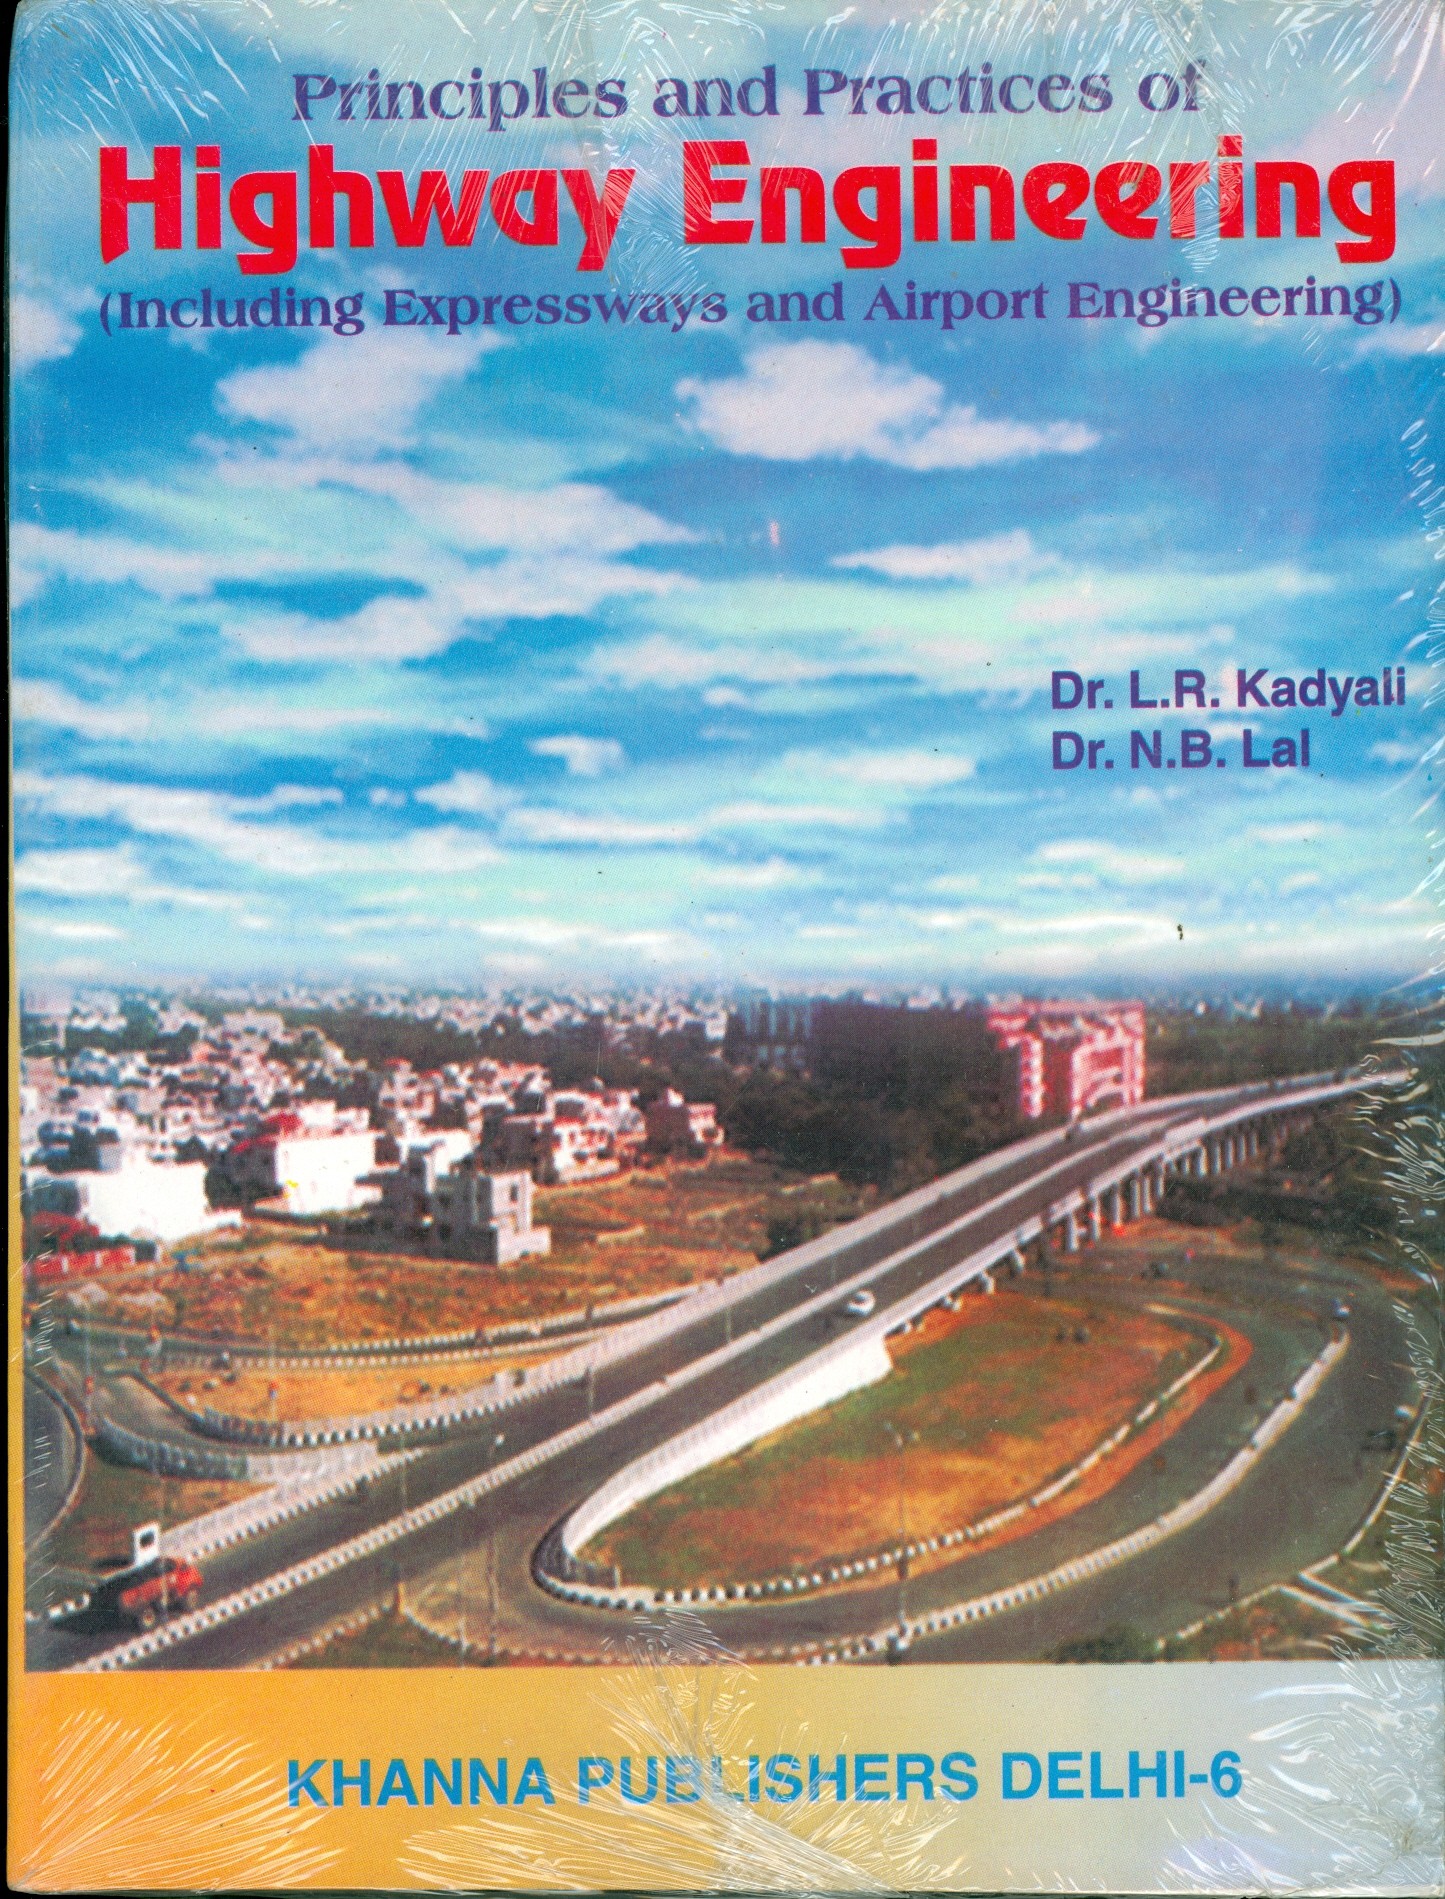 Principles and Practices of
Highway Engineering
(Including Expressways and Airport Engineering)
Dr. L.R. Kadyali
Dr. N.B. Lal
KHANNA PUBLISHERS DELHI-6